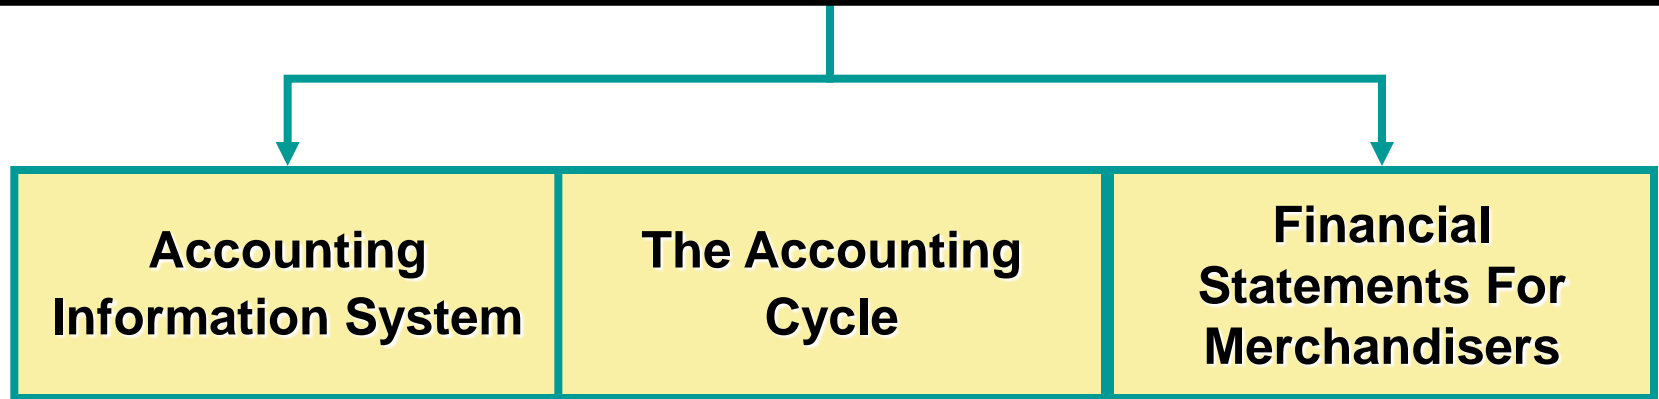 Accounting
Information System
The Accounting
Cycle
Financial
Statements For
Merchandisers